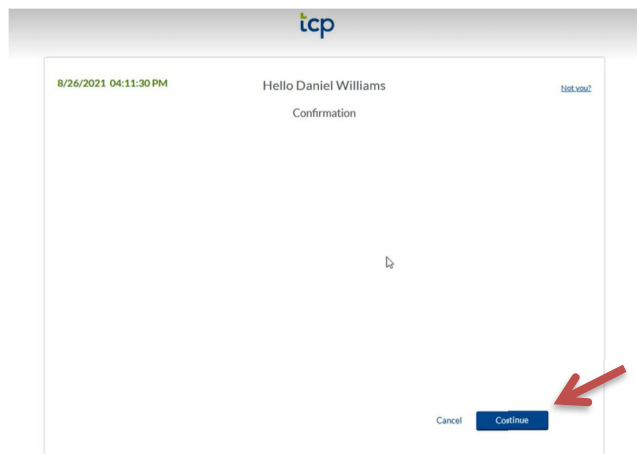 tcp
8/26/2021 04:11:30 PM
Hello Daniel Williams
Not you?
Confirmation
Cancel
Continue